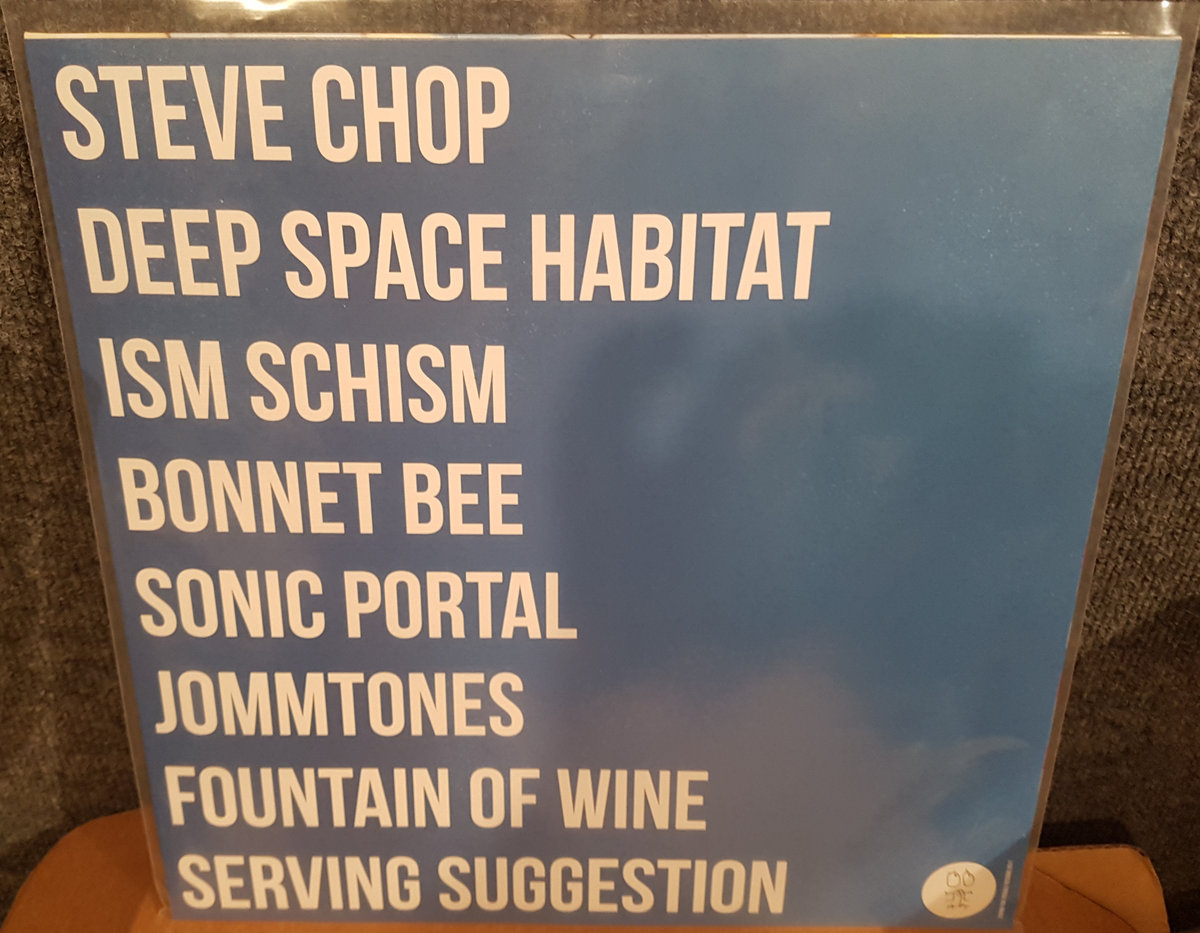 STEVE CHOP
DEEP SPACE HABITAT
ISM SCHISM
BONNET BEE
SONIC PORTAL
JOMMTONES
FOUNTAIN OF WINE
SERVING SUGGESTION